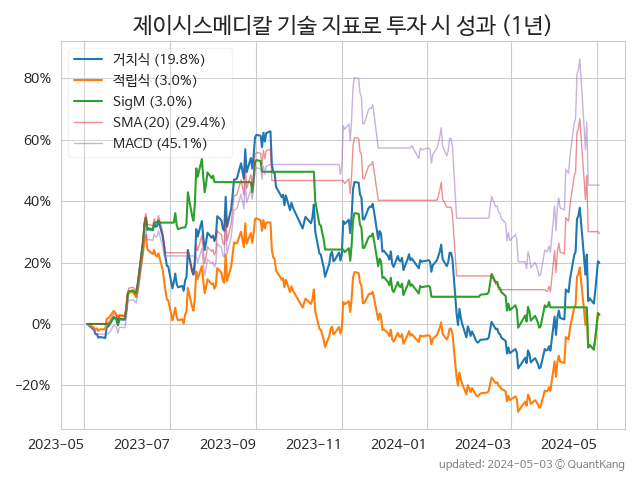 제이시스메디칼 기술 지표로 투자 시 성과 (1년)
거치식 (19.8%)
적립식 (3.0%)
SigM (3.0%)
SMA(20) (29.4%)
MACD (45.1%)
80%
60%
40%
20%
0%
−20%
2023-05 2023-07 2023-09 2023-11 2024-01 2024-03 2024-05
updated: 2024-05-03 © QuantKang